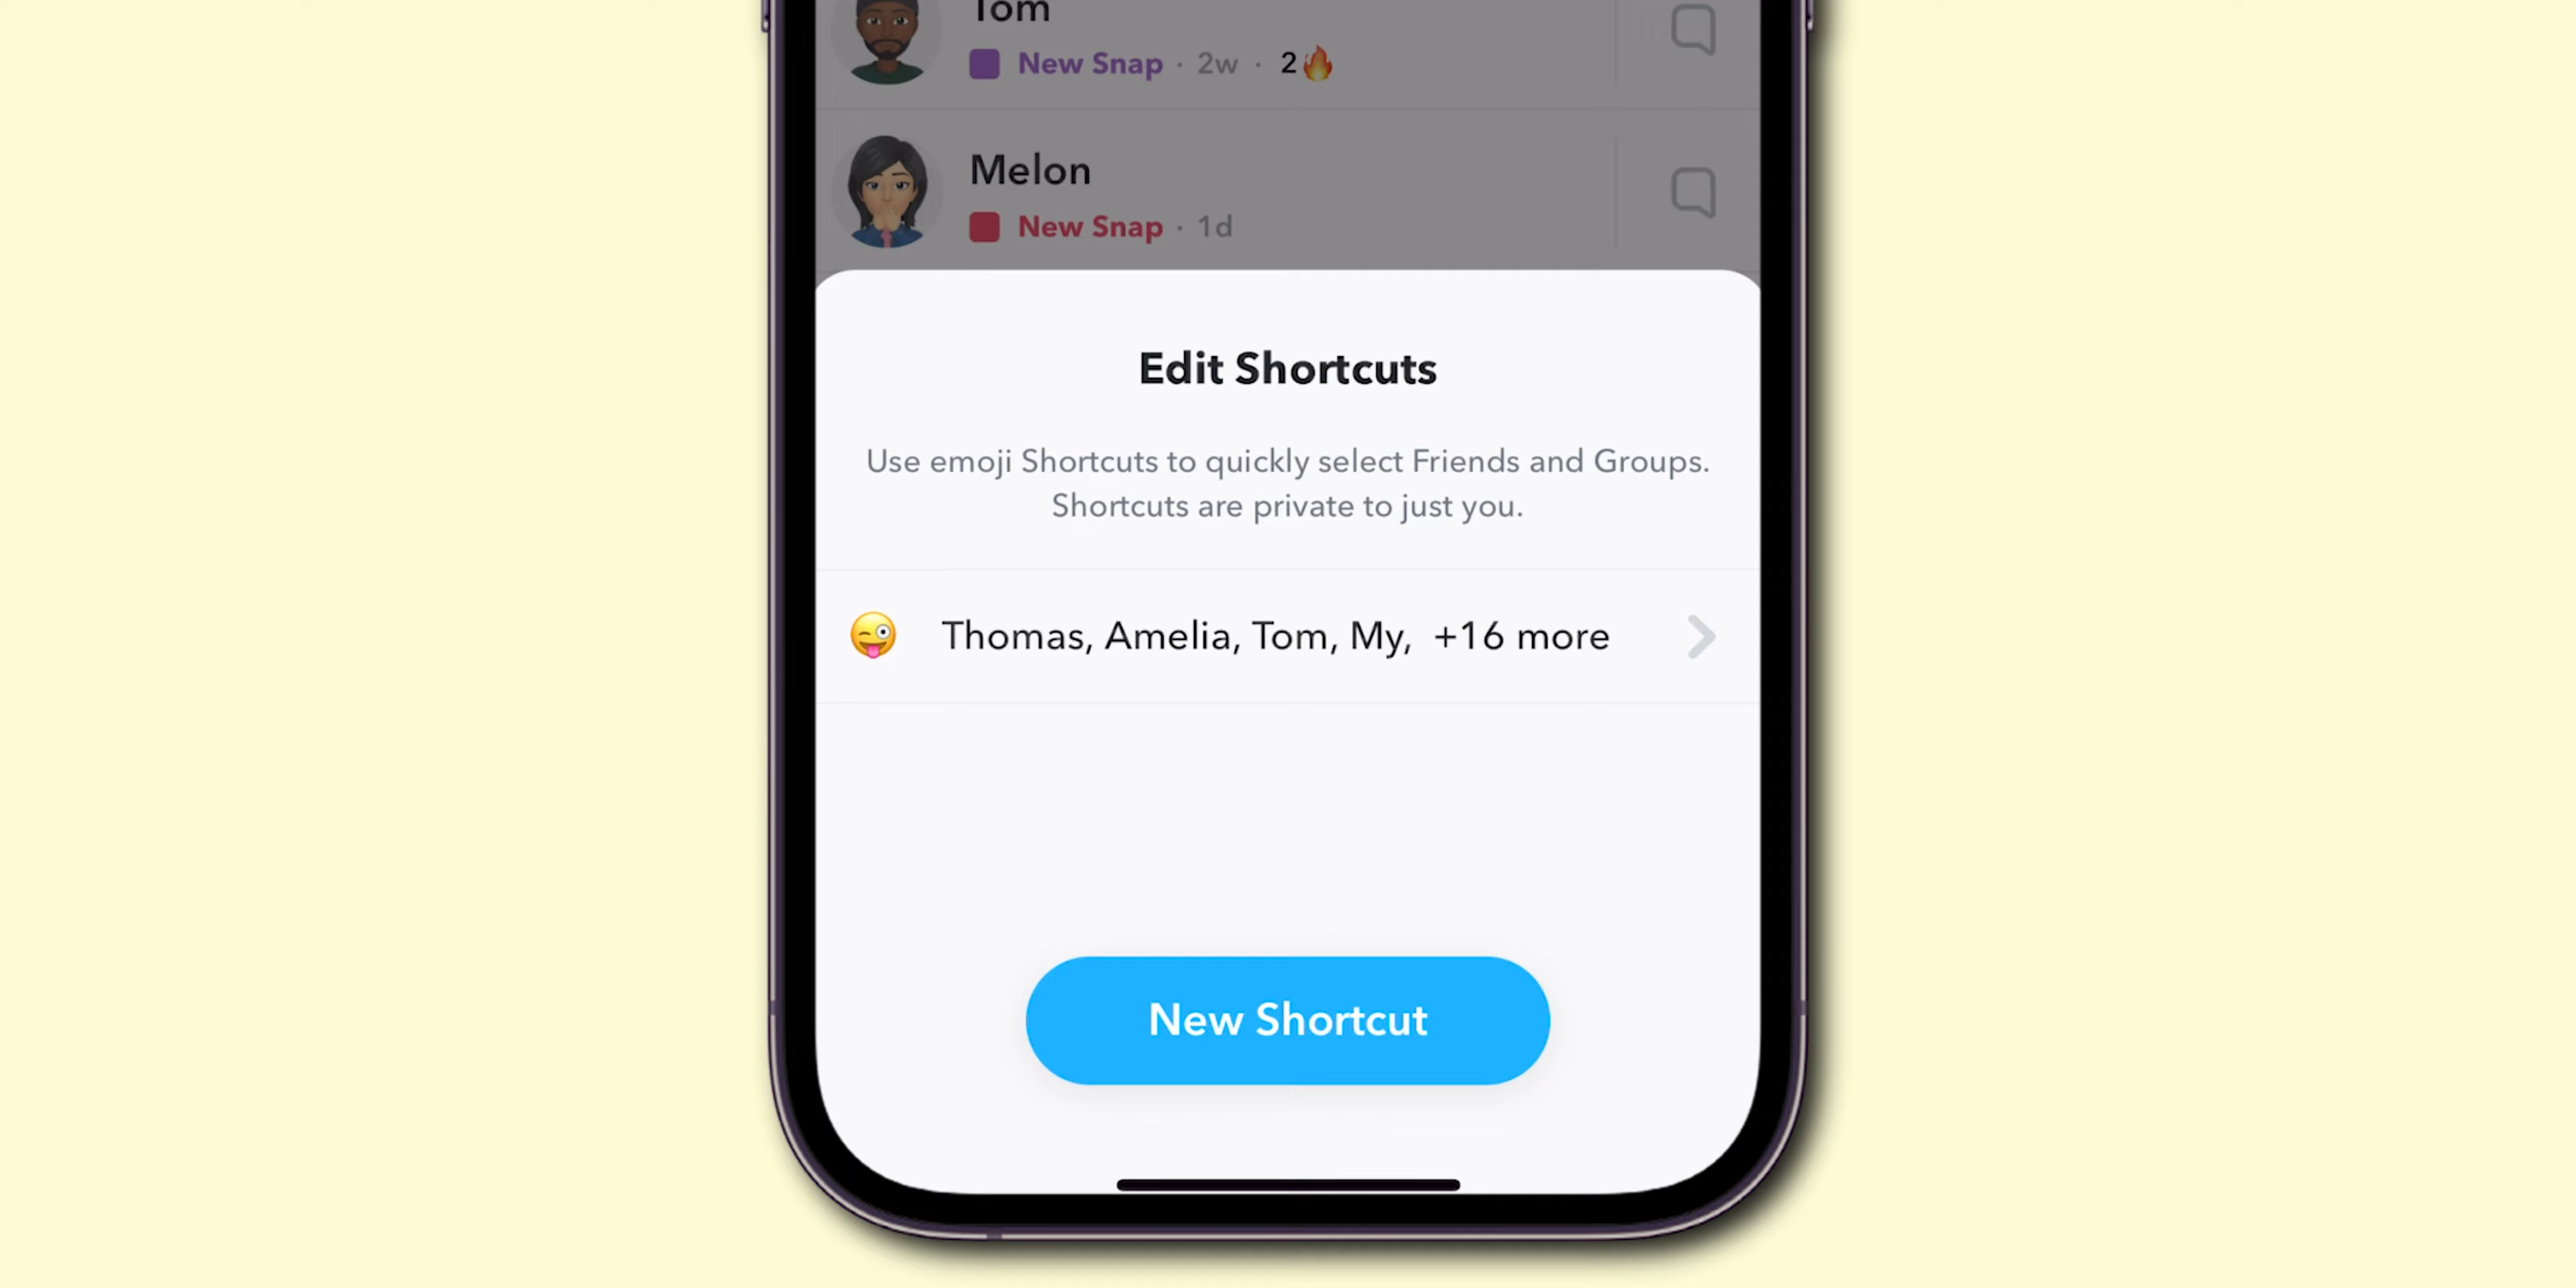 Tom
New Snap · 2w · 2🔥
Melon
New Snap · 1d
Edit Shortcuts
Use emoji Shortcuts to quickly select Friends and Groups.
Shortcuts are private to just you.
😜 Thomas, Amelia, Tom, My, +16 more
New Shortcut